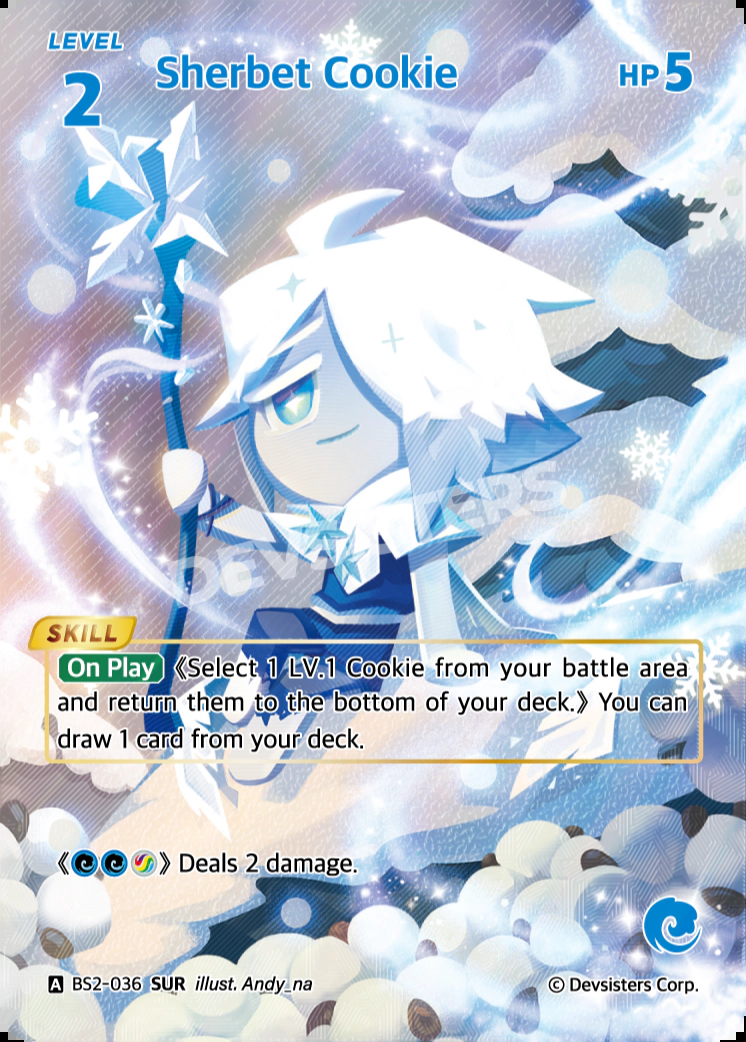 LEVEL
2
Sherbet Cookie
HP 5
DEVSISTERS
SKILL
On Play 《Select 1 LV.1 Cookie from your battle area
and return them to the bottom of your deck.》 You can
draw 1 card from your deck.
《 》 Deals 2 damage.
A BS2-036 SUR illust. Andy_na
© Devsisters Corp.